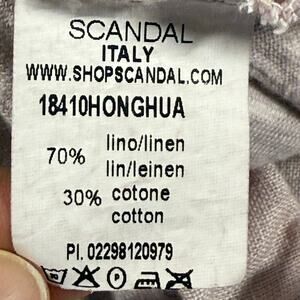 SCANDAL
ITALY
WWW.SHOPSCANDAL.COM
18410HONGHUA
70% lino/linen
lin/leinen
30% cotone
cotton
PI. 02298120979